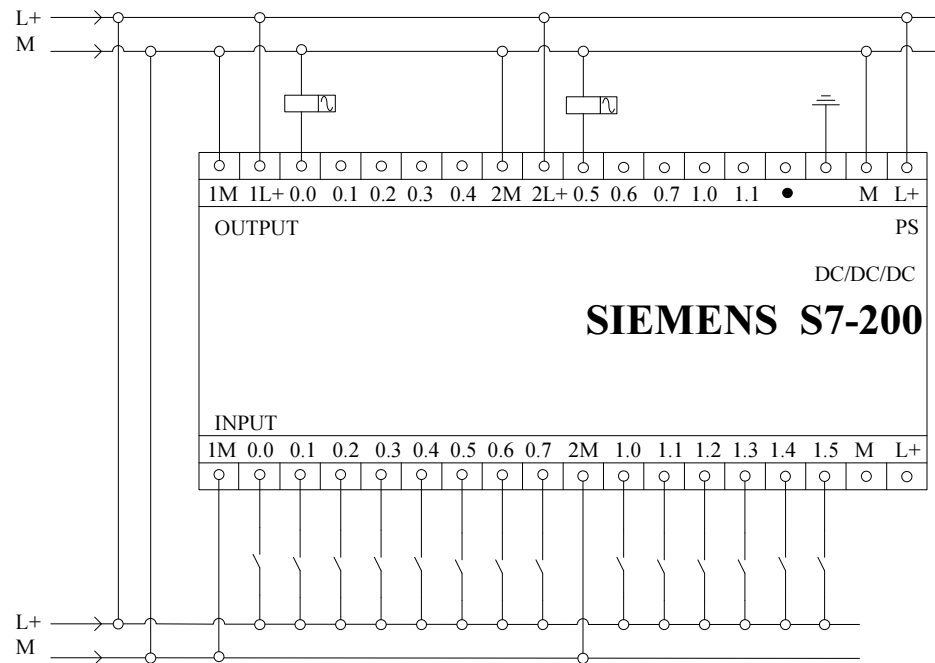 L+
M
1M 1L+ 0.0 0.1 0.2 0.3 0.4 2M 2L+ 0.5 0.6 0.7 1.0 1.1 ● M L+
OUTPUT PS
DC/DC/DC
SIEMENS S7-200
INPUT
1M 0.0 0.1 0.2 0.3 0.4 0.5 0.6 0.7 2M 1.0 1.1 1.2 1.3 1.4 1.5 M L+
L+
M